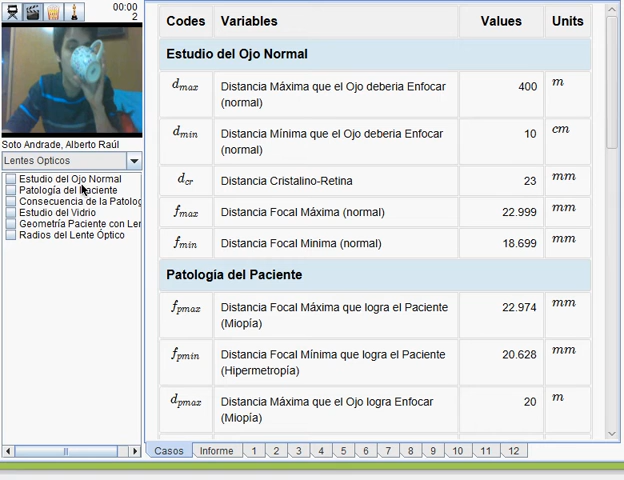 00:00
2
Soto Andrade, Alberto Raúl
Lentes Opticos
Estudio del Ojo Normal
Patología del Paciente
Consecuencia de la Patolog
Estudio del Vidrio
Geometría Paciente con Len
Radios del Lente Óptico
Codes Variables Values Units
Estudio del Ojo Normal
dmax Distancia Máxima que el Ojo deberia Enfocar 400 m
(normal)
dmin Distancia Mínima que el Ojo deberia Enfocar 10 cm
(normal)
dcr Distancia Cristalino-Retina 23 mm
fmax Distancia Focal Máxima (normal) 22.999 mm
fmin Distancia Focal Minima (normal) 18.699 mm
Patología del Paciente
fpmax Distancia Focal Máxima que logra el Paciente 22.974 mm
(Miopía)
fpmin Distancia Focal Mínima que logra el Paciente 20.628 mm
(Hipermetropía)
dpmax Distancia Máxima que el Ojo logra Enfocar 20 m
(Miopía)
Casos Informe 1 2 3 4 5 6 7 8 9 10 11 12